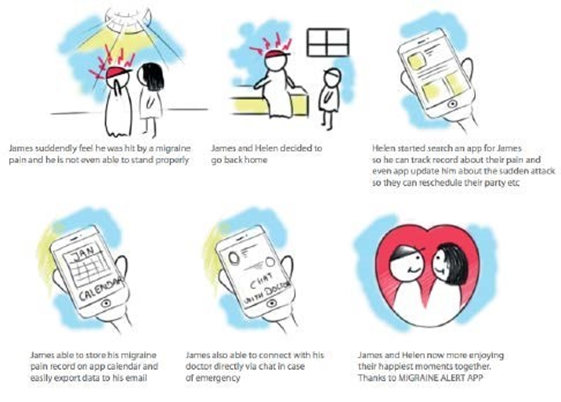 James suddendly feel he was hit by a migraine
pain and he is not even able to stand properly
James and Helen decided to
go back home
Helen started search an app for James
so he can track record about their pain and
even app update him about the sudden attack
so they can reschedule their party etc
JAN
CALENDAR
CHAT
WITH DOCTOR
James able to store his migraine
pain record on app calendar and
easily export data to his email
James also able to connect with his
doctor directly via chat in case
of emergency
James and Helen now more enjoying
their happiest moments together.
Thanks to MIGRAINE ALERT APP